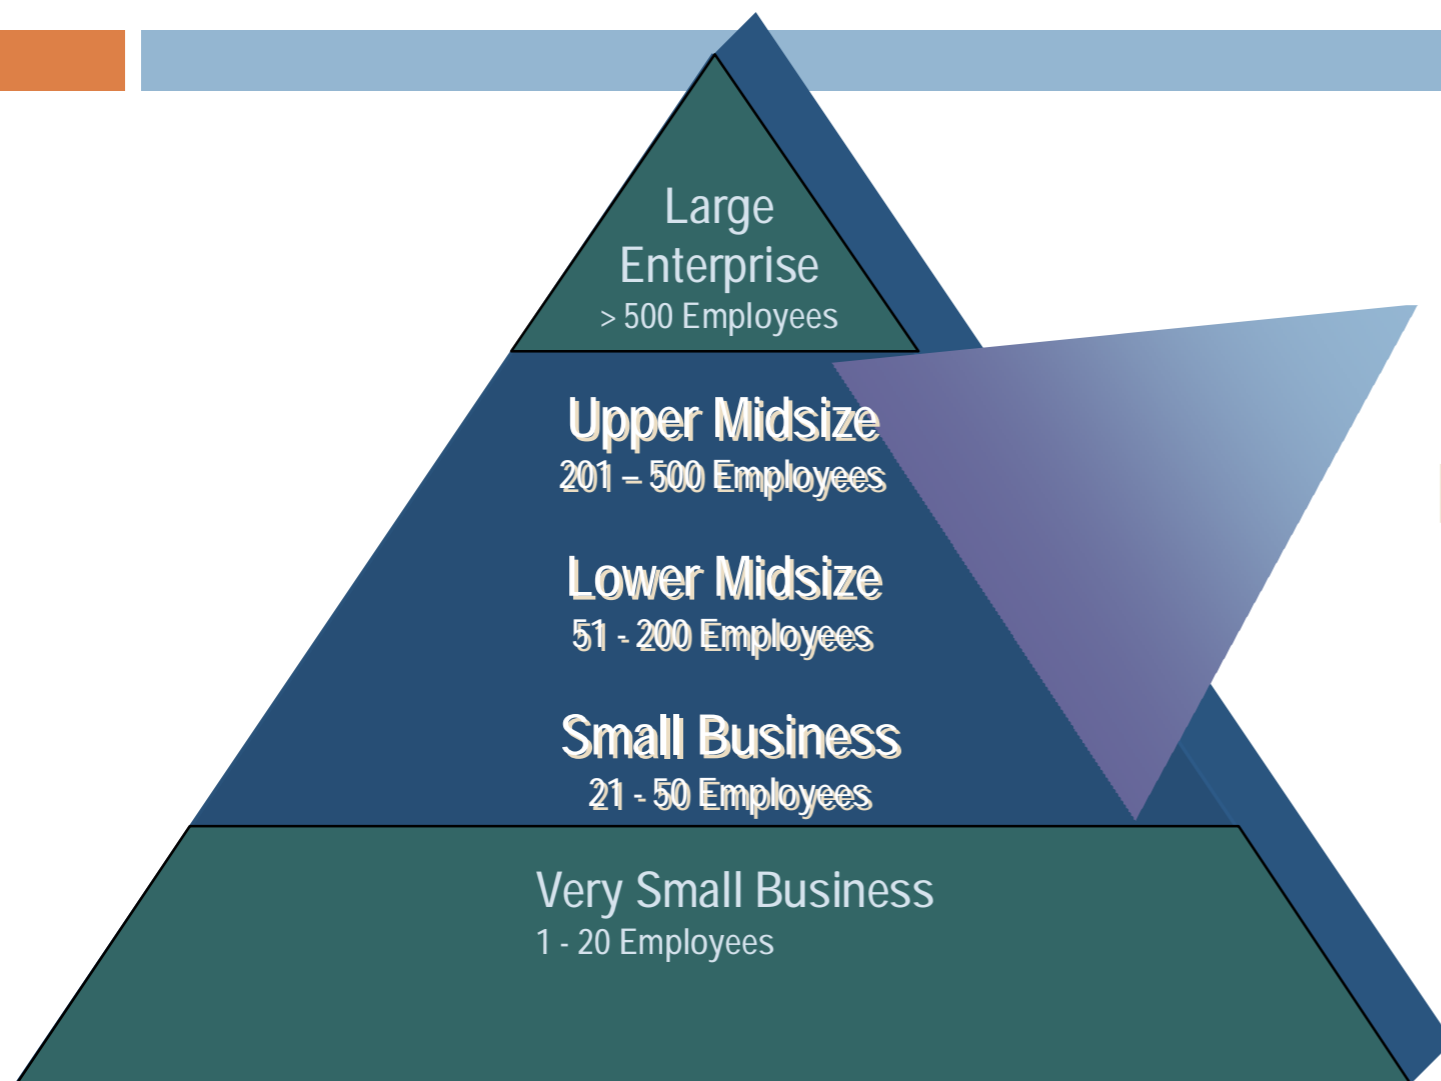 Large
Enterprise
> 500 Employees
Upper Midsize
201 – 500 Employees
Lower Midsize
51 - 200 Employees
Small Business
21 - 50 Employees
Very Small Business
1 - 20 Employees